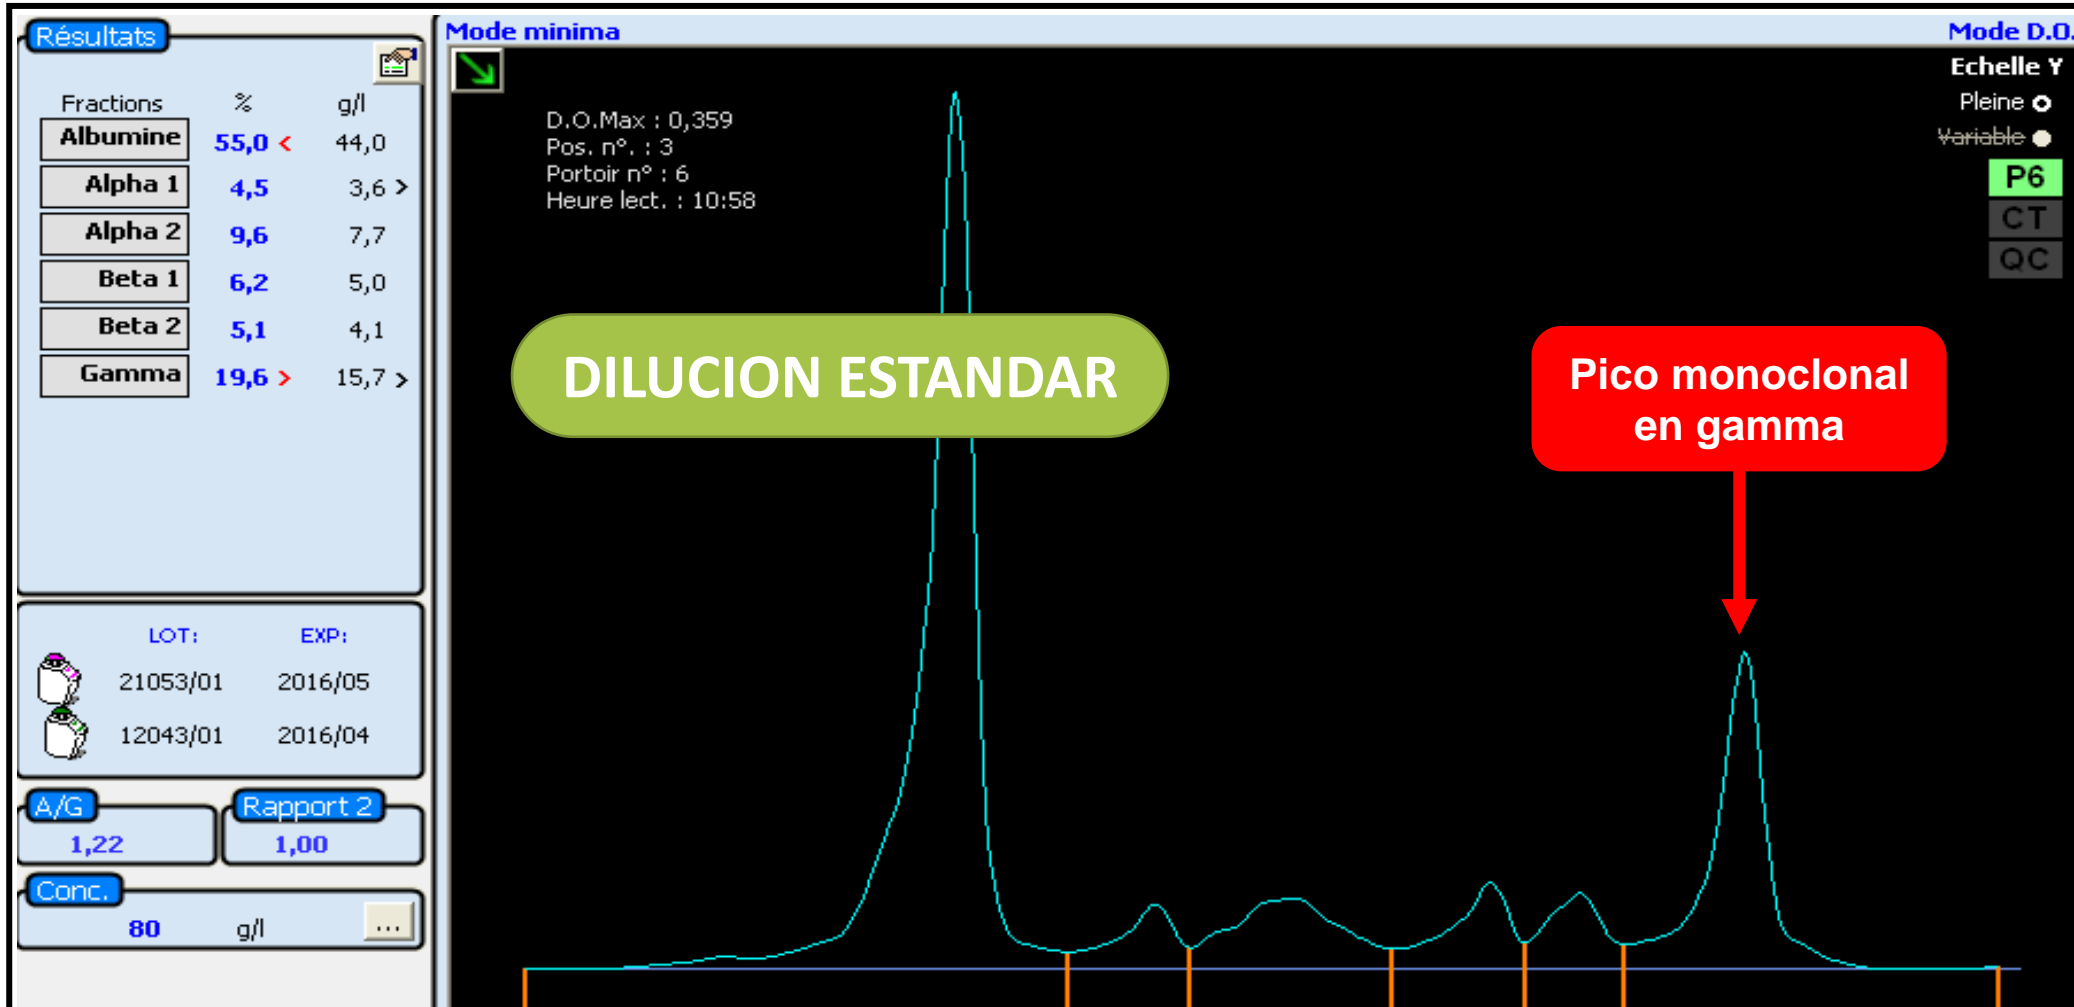 Résultats
Fractions % g/l
Albumine 55,0 < 44,0
Alpha 1 4,5 3,6 >
Alpha 2 9,6 7,7
Beta 1 6,2 5,0
Beta 2 5,1 4,1
Gamma 19,6 > 15,7 >
LOT: EXP:
21053/01 2016/05
12043/01 2016/04
A/G
1,22
Rapport 2
1,00
Conc.
80 g/l ...
Mode minima
Mode D.O.
D.O.Max : 0,359
Pos. n°. : 3
Portoir n° : 6
Heure lect. : 10:58
Echelle Y
Pleine
Variable
P6
CT
QC
DILUCION ESTANDAR
Pico monoclonal
en gamma